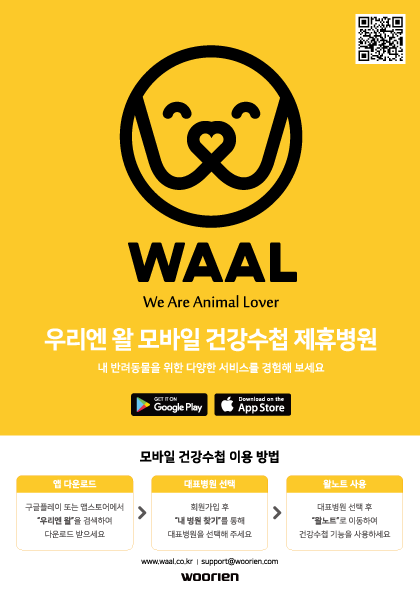 WAAL
We Are Animal Lover
우리엔 왈 모바일 건강수첩 제휴병원
내 반려동물을 위한 다양한 서비스를 경험해 보세요
GET IT ON
Google Play
Download on the
App Store
모바일 건강수첩 이용 방법
앱 다운로드
구글플레이 또는 앱스토어에서
"우리엔 왈"을 검색하여
다운로드 받으세요
대표병원 선택
회원가입 후
"내 병원 찾기"를 통해
대표병원을 선택해 주세요
왈노트 사용
대표병원 선택 후
"왈노트"로 이동하여
건강수첩 기능을 사용하세요
www.waal.co.kr | support@woorien.com
woorien